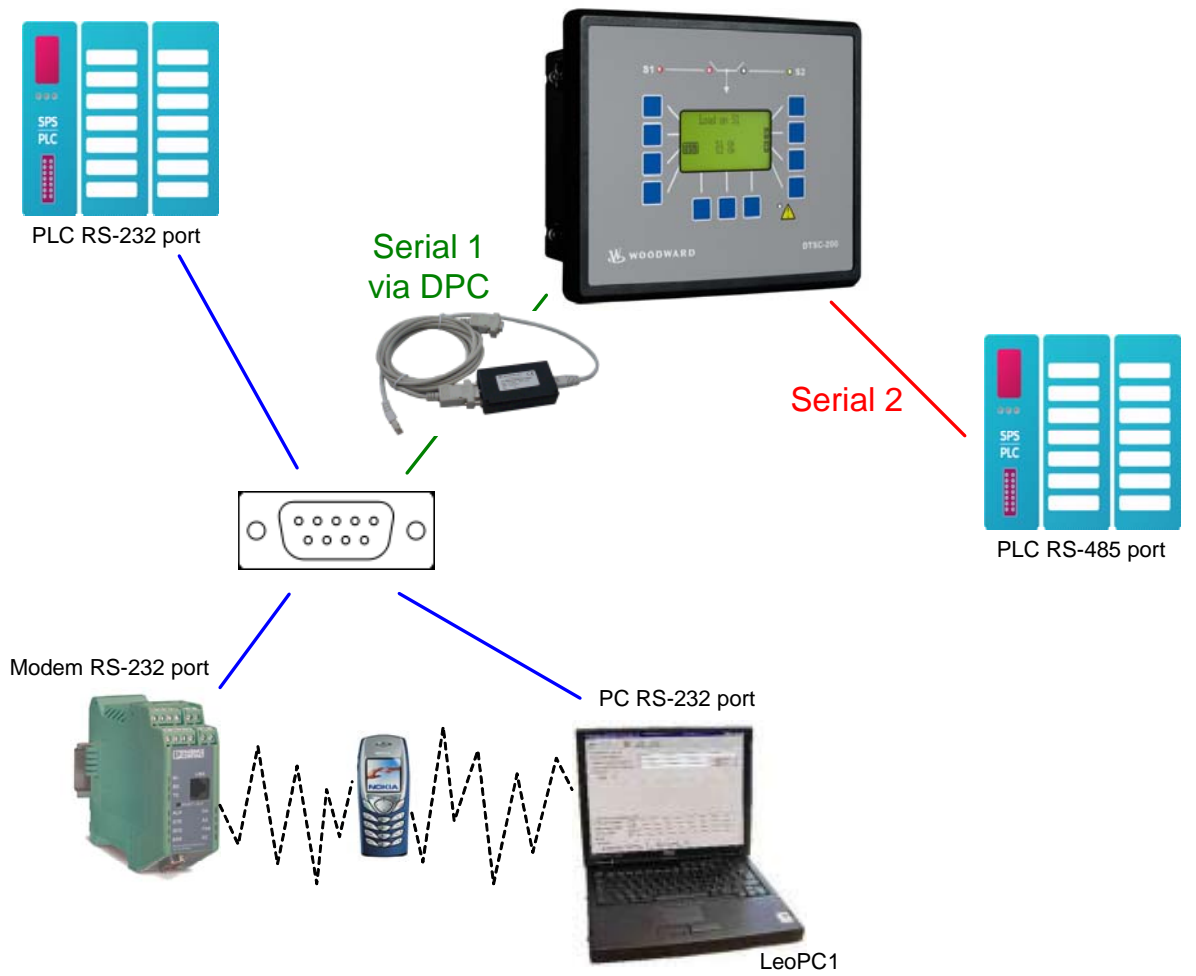 S1
S2
Load on S1
SPS
PLC
PLC RS-232 port
WOODWARD
DTSC-200
Serial 1
via DPC
Serial 2
SPS
PLC
PLC RS-485 port
Modem RS-232 port
PC RS-232 port
NOKIA
LeoPC1